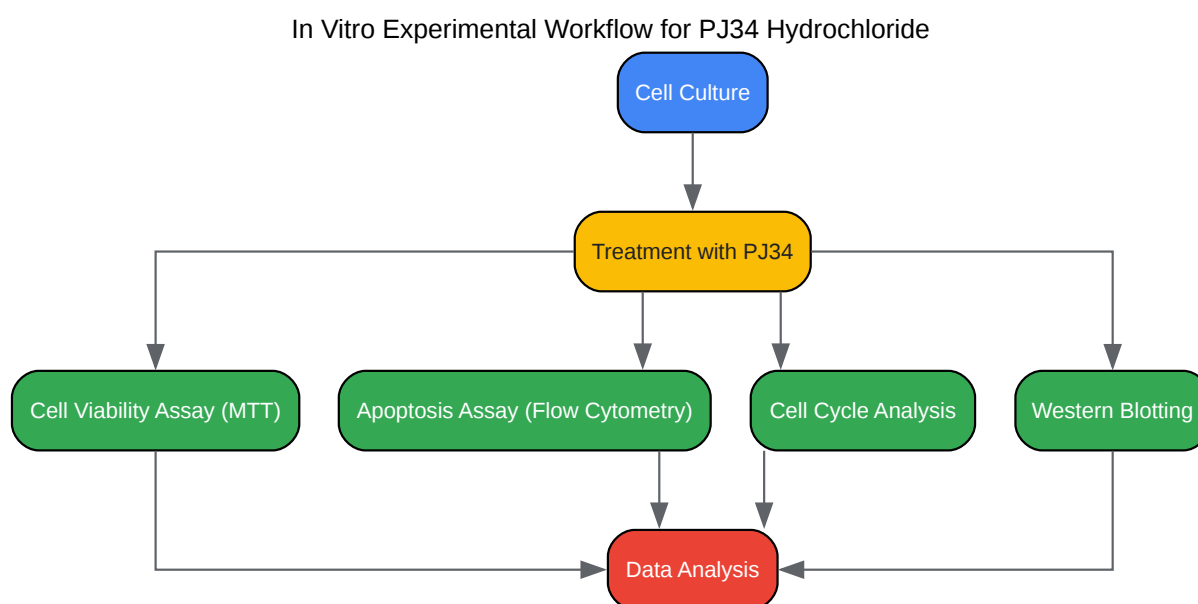 In Vitro Experimental Workflow for PJ34 Hydrochloride
Cell Culture
Treatment with PJ34
Cell Viability Assay (MTT)
Apoptosis Assay (Flow Cytometry)
Cell Cycle Analysis
Western Blotting
Data Analysis